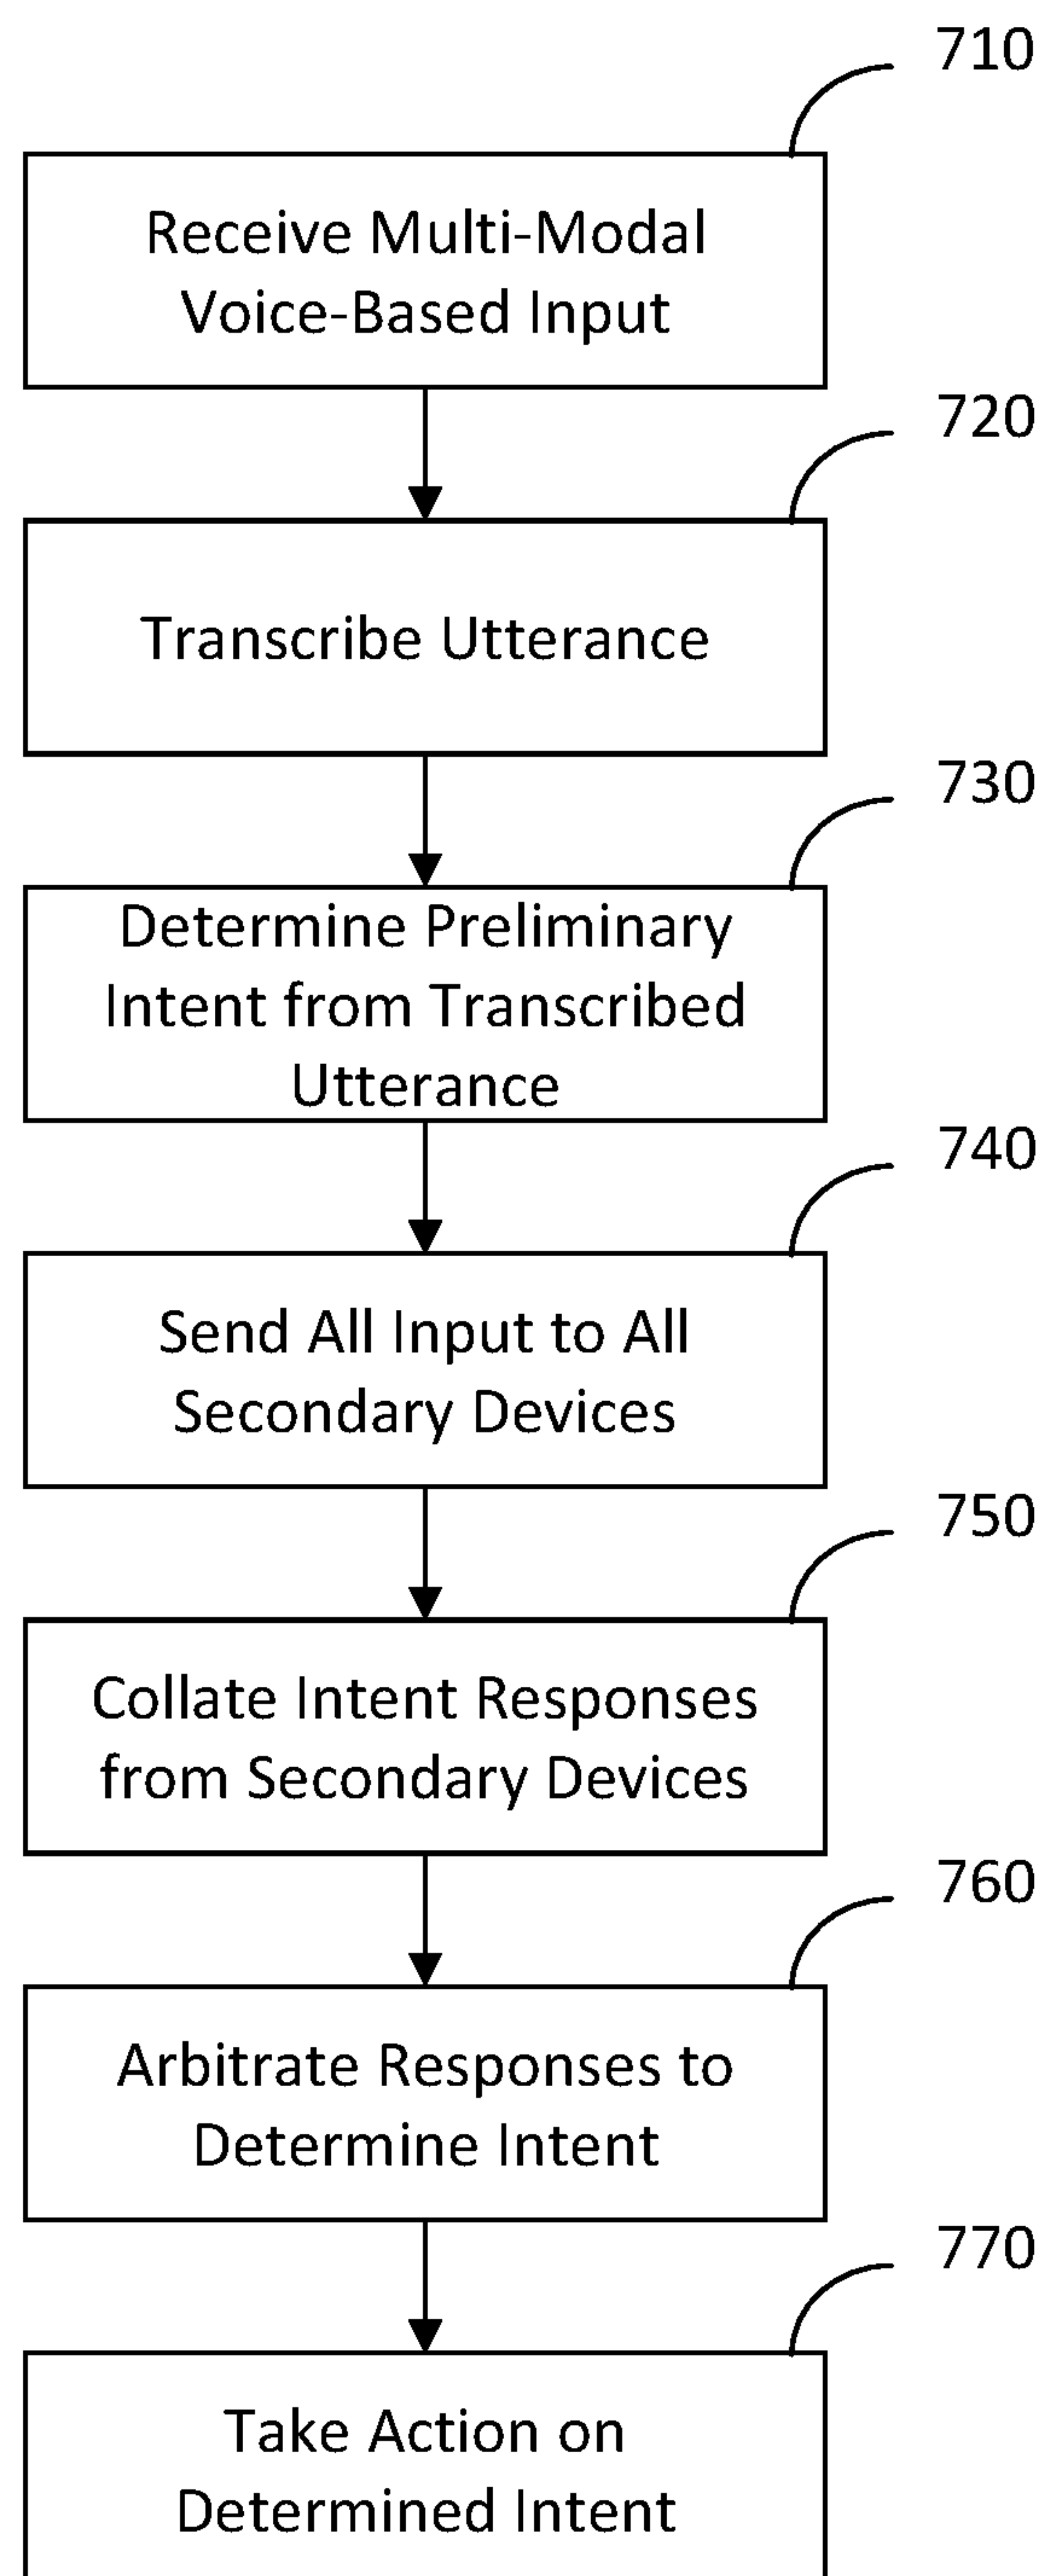 710
Receive Multi-Modal
Voice-Based Input
720
Transcribe Utterance
730
Determine Preliminary
Intent from Transcribed
Utterance
740
Send All Input to All
Secondary Devices
750
Collate Intent Responses
from Secondary Devices
760
Arbitrate Responses to
Determine Intent
770
Take Action on
Determined Intent